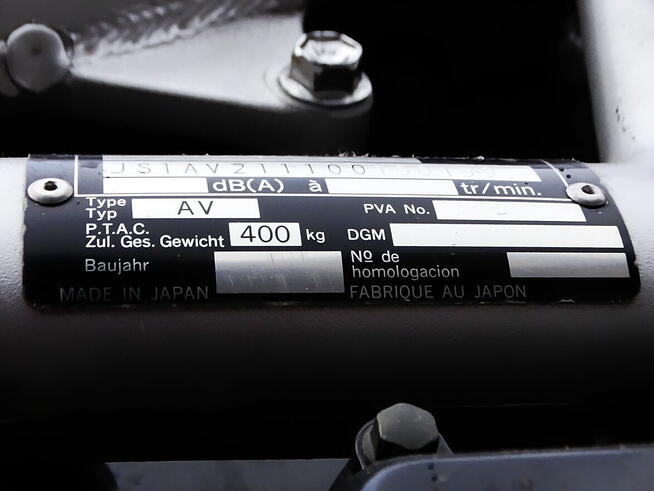 dB(A) à tr/min.
Type
Typ AV PVA No.
P.T.A.C.
Zul. Ges. Gewicht 400 kg DGM
Baujahr Nº de
homologacion
MADE IN JAPAN FABRIQUE AU JAPON